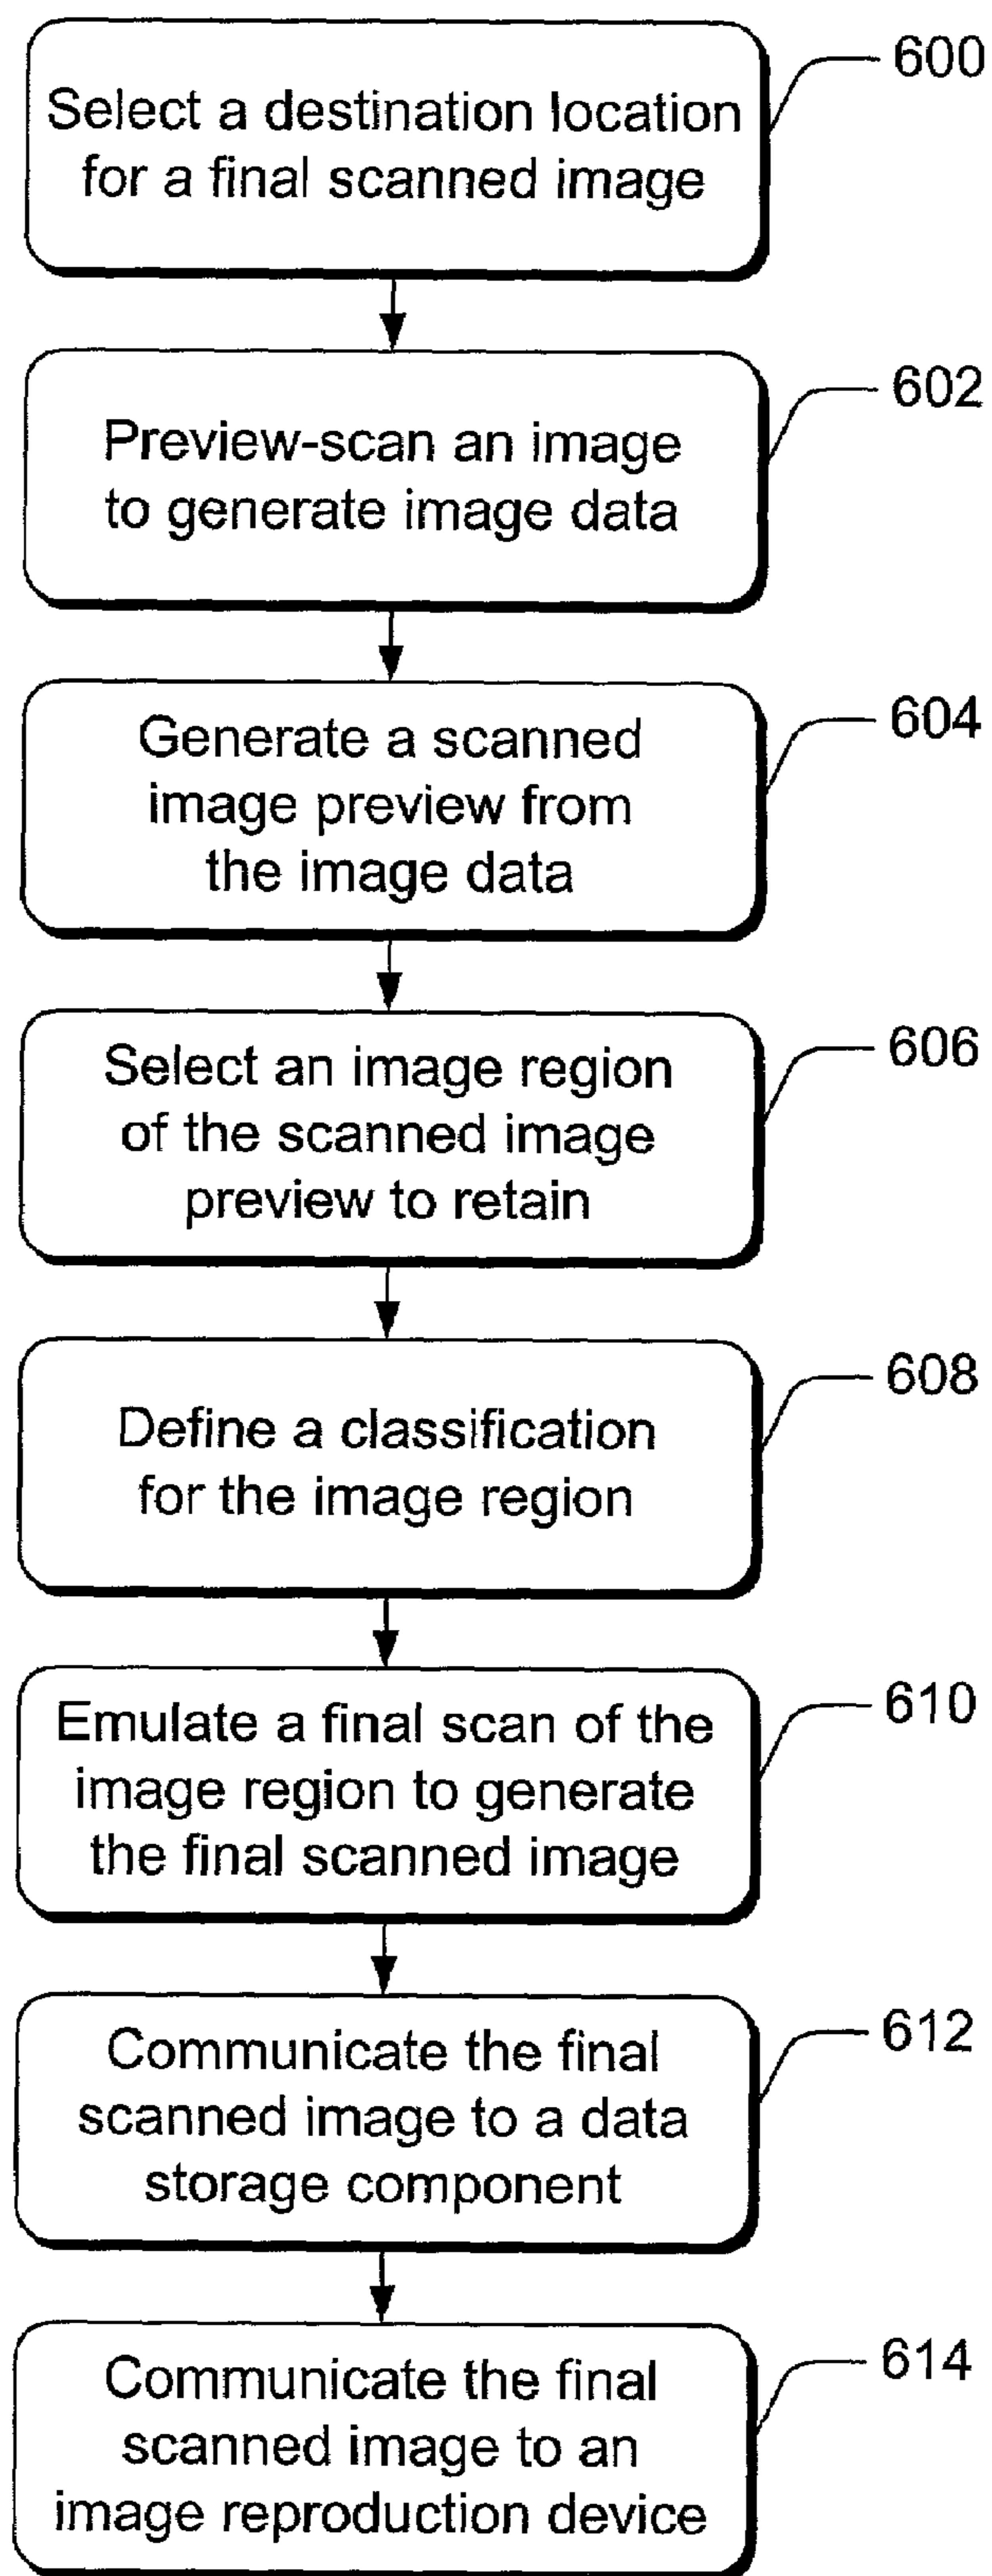 600
Select a destination location
for a final scanned image
602
Preview-scan an image
to generate image data
604
Generate a scanned
image preview from
the image data
606
Select an image region
of the scanned image
preview to retain
608
Define a classification
for the image region
610
Emulate a final scan of the
image region to generate
the final scanned image
612
Communicate the final
scanned image to a data
storage component
614
Communicate the final
scanned image to an
image reproduction device